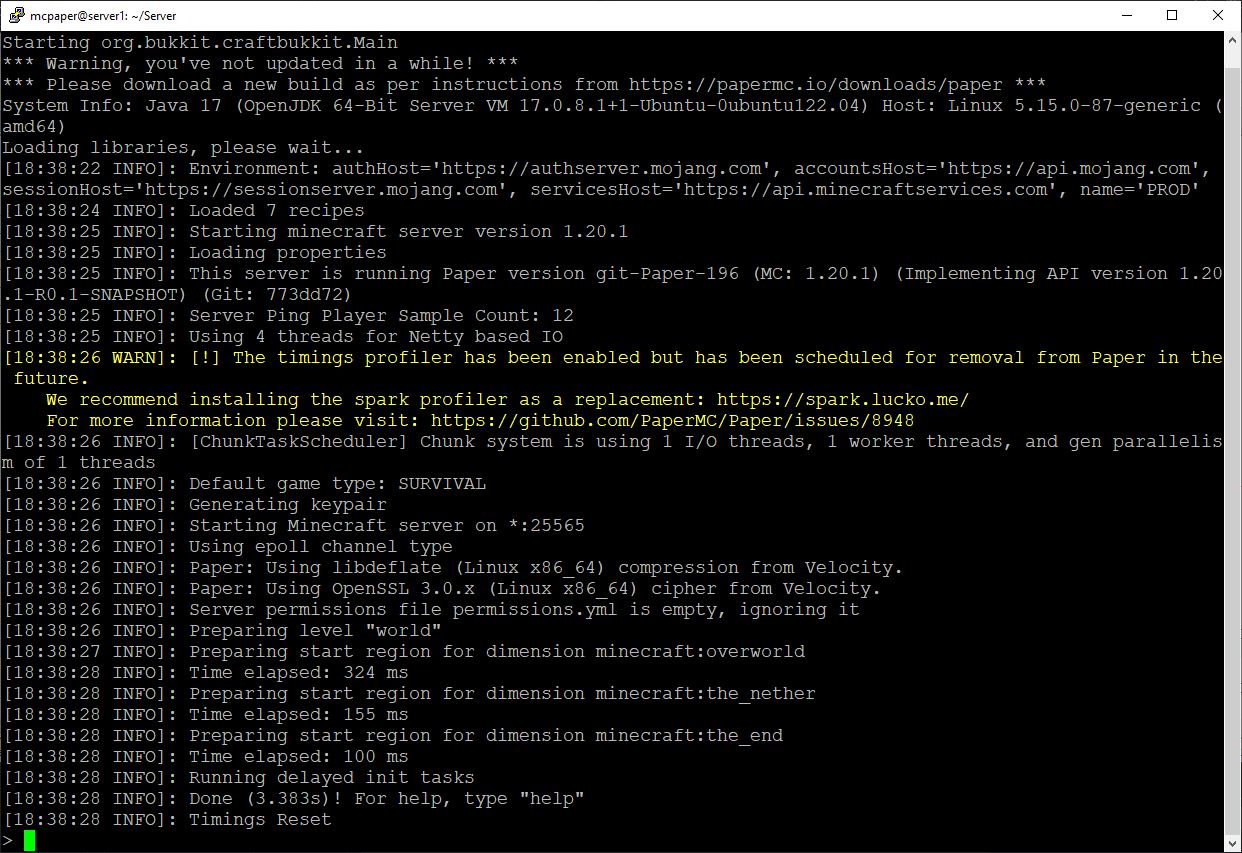 mcpaper@server1: ~/Server
Starting org.bukkit.craftbukkit.Main
*** Warning, you've not updated in a while! ***
*** Please download a new build as per instructions from https://papermc.io/downloads/paper ***
System Info: Java 17 (OpenJDK 64-Bit Server VM 17.0.8.1+1-Ubuntu-0ubuntu122.04) Host: Linux 5.15.0-87-generic (
amd64)
Loading libraries, please wait...
[18:38:22 INFO]: Environment: authHost='https://authserver.mojang.com', accountsHost='https://api.mojang.com',
sessionHost='https://sessionserver.mojang.com', servicesHost='https://api.minecraftservices.com', name='PROD'
[18:38:24 INFO]: Loaded 7 recipes
[18:38:25 INFO]: Starting minecraft server version 1.20.1
[18:38:25 INFO]: Loading properties
[18:38:25 INFO]: This server is running Paper version git-Paper-196 (MC: 1.20.1) (Implementing API version 1.20
.1-R0.1-SNAPSHOT) (Git: 773dd72)
[18:38:25 INFO]: Server Ping Player Sample Count: 12
[18:38:25 INFO]: Using 4 threads for Netty based IO
[18:38:26 WARN]: [!] The timings profiler has been enabled but has been scheduled for removal from Paper in the
 future.
    We recommend installing the spark profiler as a replacement: https://spark.lucko.me/
    For more information please visit: https://github.com/PaperMC/Paper/issues/8948
[18:38:26 INFO]: [ChunkTaskScheduler] Chunk system is using 1 I/O threads, 1 worker threads, and gen parallelis
m of 1 threads
[18:38:26 INFO]: Default game type: SURVIVAL
[18:38:26 INFO]: Generating keypair
[18:38:26 INFO]: Starting Minecraft server on *:25565
[18:38:26 INFO]: Using epoll channel type
[18:38:26 INFO]: Paper: Using libdeflate (Linux x86_64) compression from Velocity.
[18:38:26 INFO]: Paper: Using OpenSSL 3.0.x (Linux x86_64) cipher from Velocity.
[18:38:26 INFO]: Server permissions file permissions.yml is empty, ignoring it
[18:38:26 INFO]: Preparing level "world"
[18:38:27 INFO]: Preparing start region for dimension minecraft:overworld
[18:38:28 INFO]: Time elapsed: 324 ms
[18:38:28 INFO]: Preparing start region for dimension minecraft:the_nether
[18:38:28 INFO]: Time elapsed: 155 ms
[18:38:28 INFO]: Preparing start region for dimension minecraft:the_end
[18:38:28 INFO]: Time elapsed: 100 ms
[18:38:28 INFO]: Running delayed init tasks
[18:38:28 INFO]: Done (3.383s)! For help, type "help"
[18:38:28 INFO]: Timings Reset
>